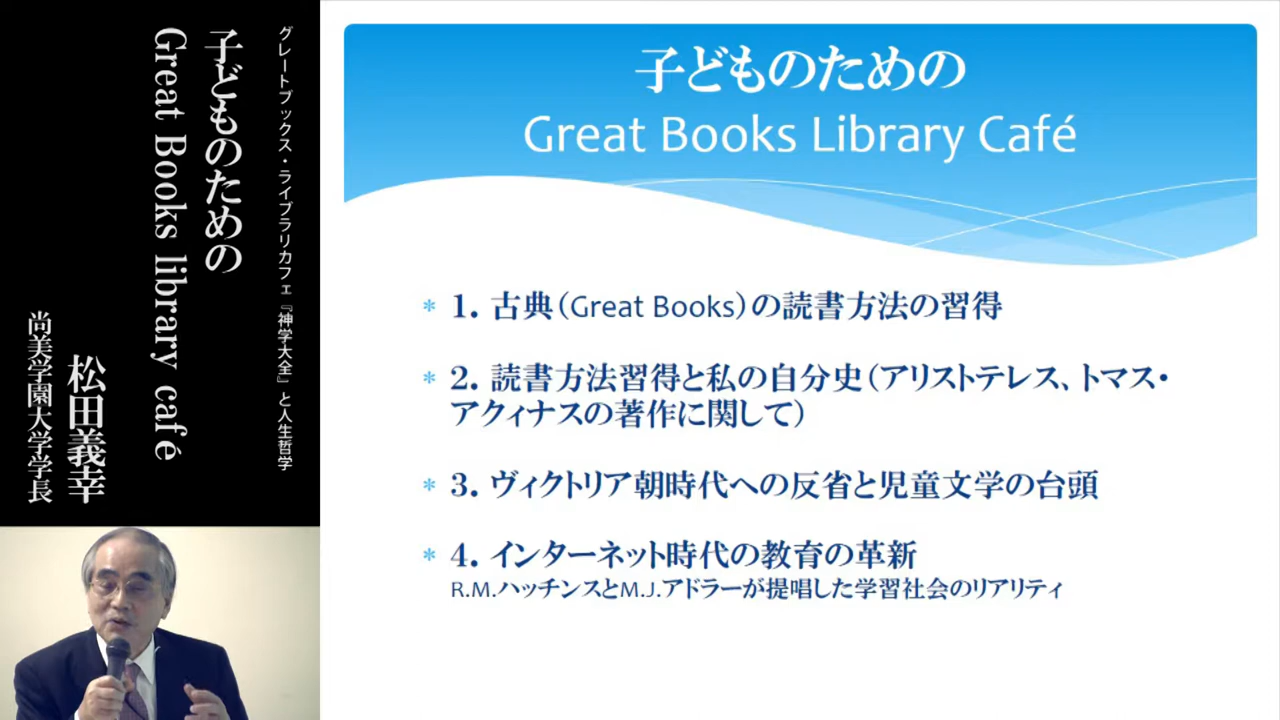 グレートブックス・ライブラリカフェ『神学大全』と人生哲学
子どものための
Great Books library café
松田義幸
尚美学園大学学長
子どものための
Great Books Library Café
* 1. 古典（Great Books）の読書方法の習得
* 2. 読書方法習得と私の自分史（アリストテレス、トマス・
アクィナスの著作に関して）
* 3. ヴィクトリア朝時代への反省と児童文学の台頭
* 4. インターネット時代の教育の革新
R.M.ハッチンスとM.J.アドラーが提唱した学習社会のリアリティ